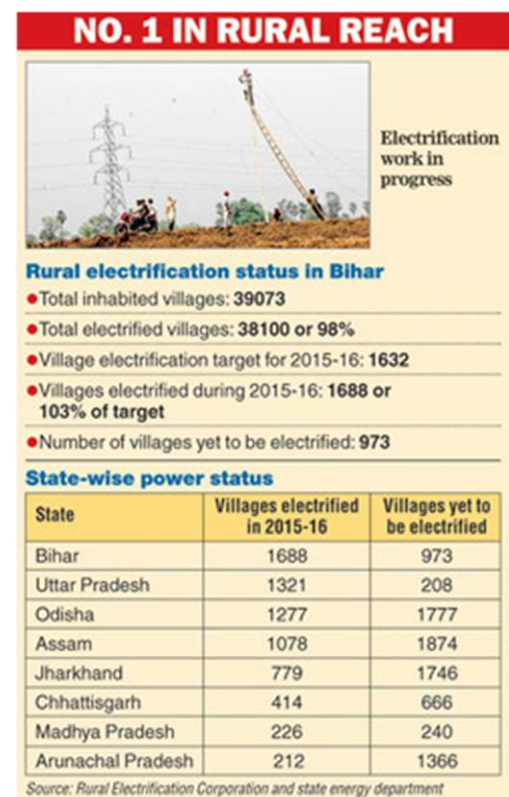 NO. 1 IN RURAL REACH
Electrification
work in
progress
Rural electrification status in Bihar
●Total inhabited villages: 39073
●Total electrified villages: 38100 or 98%
●Village electrification target for 2015-16: 1632
●Villages electrified during 2015-16: 1688 or
103% of target
●Number of villages yet to be electrified: 973
State-wise power status
State Villages electrified in 2015-16 Villages yet to be electrified
Bihar 1688 973
Uttar Pradesh 1321 208
Odisha 1277 1777
Assam 1078 1874
Jharkhand 779 1746
Chhattisgarh 414 666
Madhya Pradesh 226 240
Arunachal Pradesh 212 1366
Source: Rural Electrification Corporation and state energy department